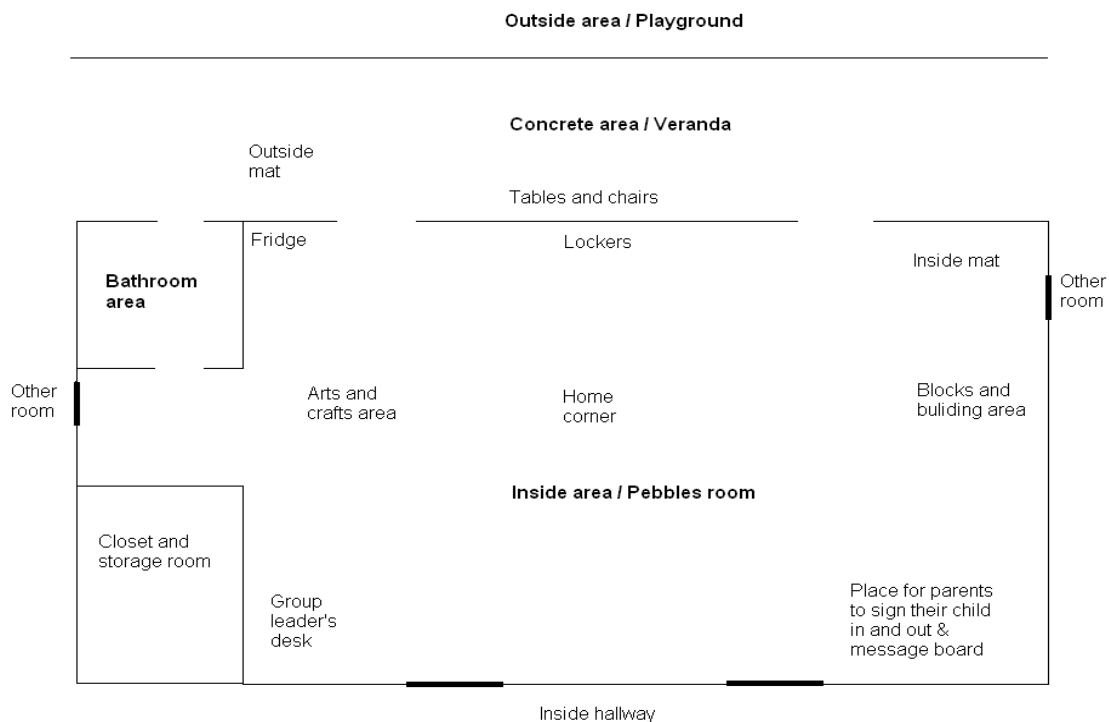 Outside area / Playground
Concrete area / Veranda
Outside
mat
Tables and chairs
Fridge
Lockers
Inside mat
Bathroom
area
Other
room
Other
room
Arts and
crafts area
Home
corner
Blocks and
buliding area
Inside area / Pebbles room
Closet and
storage room
Group
leader's
desk
Place for parents
to sign their child
in and out &
message board
Inside hallway